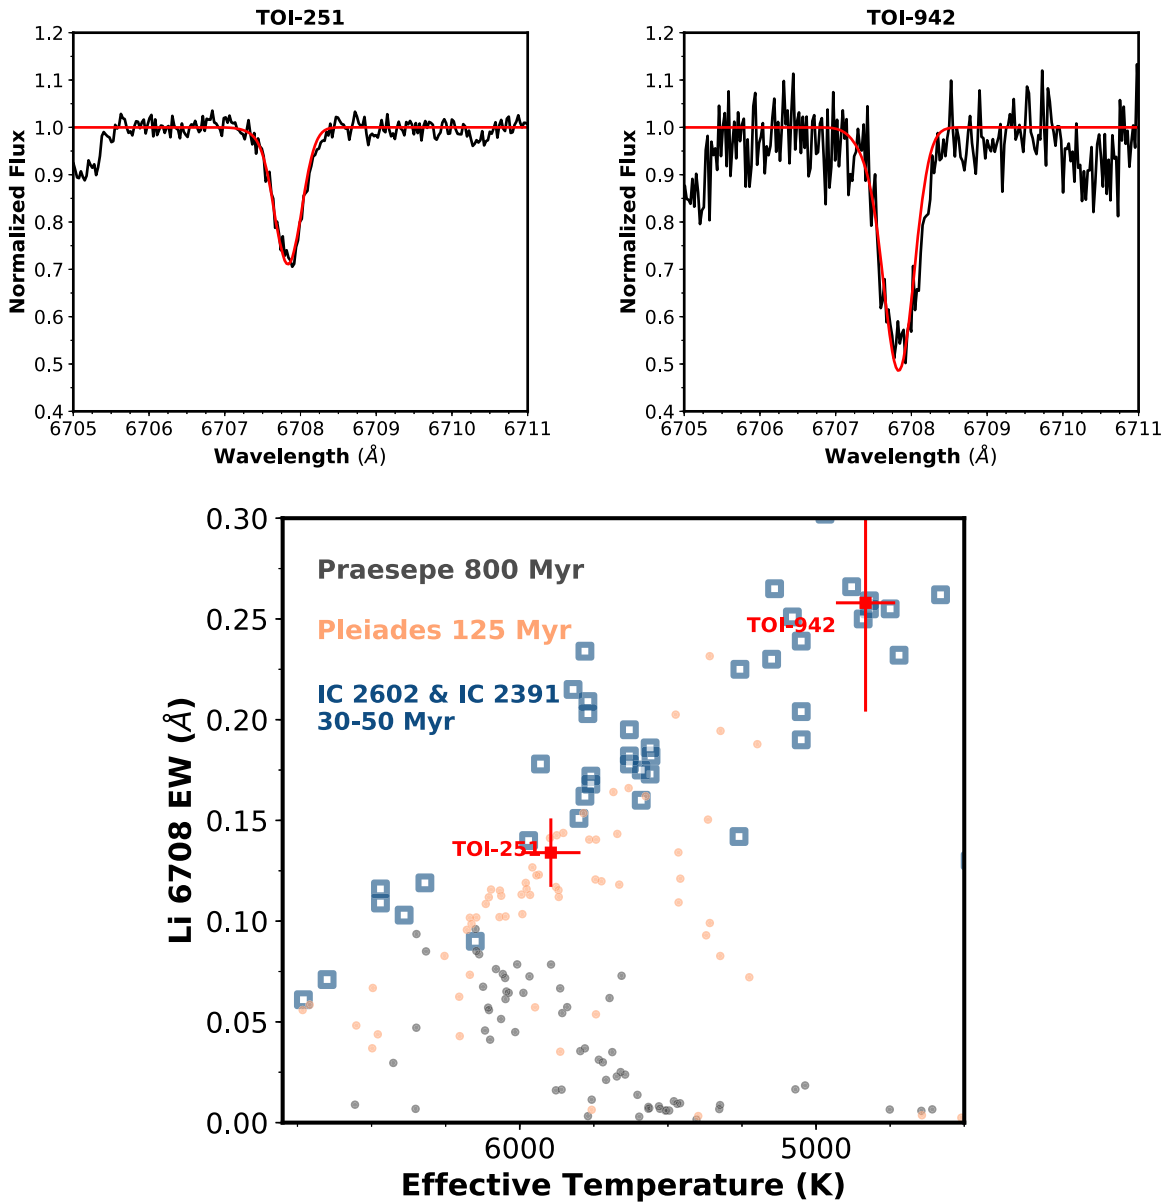 TOI-251
1.2
1.1
1.0
0.9
0.8
0.7
0.6
0.5
0.4
Normalized Flux
6705 6706 6707 6708 6709 6710 6711
Wavelength (Å)
TOI-942
1.2
1.1
1.0
0.9
0.8
0.7
0.6
0.5
0.4
Normalized Flux
6705 6706 6707 6708 6709 6710 6711
Wavelength (Å)
0.30
0.25
0.20
0.15
0.10
0.05
0.00
Li 6708 EW (Å)
Praesepe 800 Myr
Pleiades 125 Myr
IC 2602 & IC 2391
30-50 Myr
TOI-942
TOI-251
6000 5000
Effective Temperature (K)